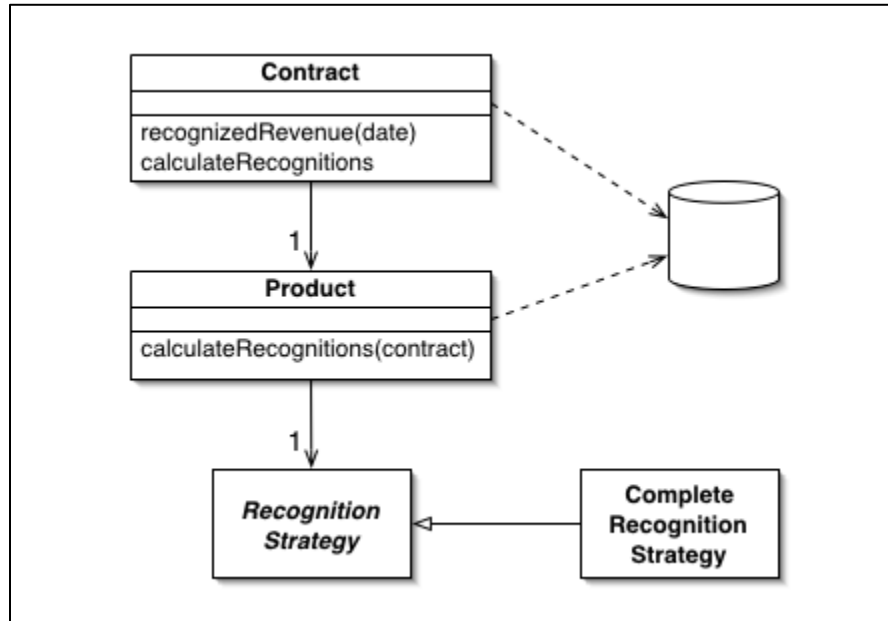 Contract
recognizedRevenue(date)
calculateRecognitions
1
Product
calculateRecognitions(contract)
1
Recognition
Strategy
Complete
Recognition
Strategy